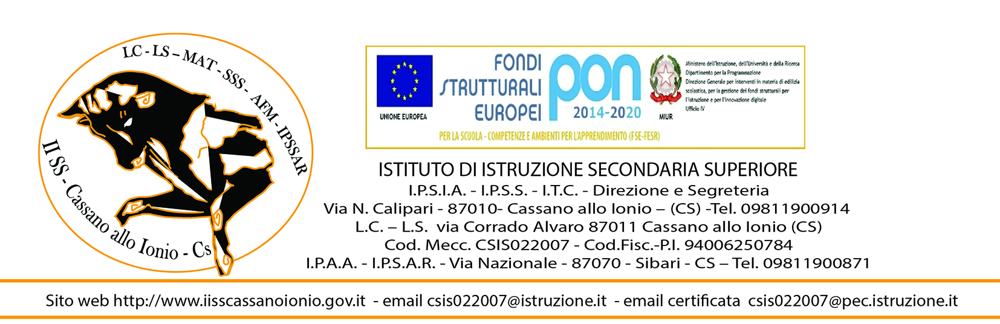 LC - LS – MAT - SSS - AFM - IPSSAR
II SS - Cassano allo Ionio - Cs
UNIONE EUROPEA
FONDI
STRUTTURALI
EUROPEI
pon
2014-2020
MIUR
Ministero dell'Istruzione, dell'Università e della Ricerca
Dipartimento per la Programmazione
Direzione Generale per interventi in materia di edilizia
scolastica, per la gestione dei fondi strutturali per
l'istruzione e per l'innovazione digitale
Ufficio IV
PER LA SCUOLA - COMPETENZE E AMBIENTI PER L'APPRENDIMENTO (FSE-FESR)
ISTITUTO DI ISTRUZIONE SECONDARIA SUPERIORE
I.P.S.I.A. - I.P.S.S. - I.T.C. - Direzione e Segreteria
Via N. Calipari - 87010- Cassano allo Ionio – (CS) -Tel. 09811900914
L.C. – L.S. via Corrado Alvaro 87011 Cassano allo Ionio (CS)
Cod. Mecc. CSIS022007 - Cod.Fisc.-P.I. 94006250784
I.P.A.A. - I.P.S.A.R. - Via Nazionale - 87070 - Sibari - CS – Tel. 09811900871
Sito web http://www.iisscassanoionio.gov.it - email csis022007@istruzione.it - email certificata csis022007@pec.istruzione.it